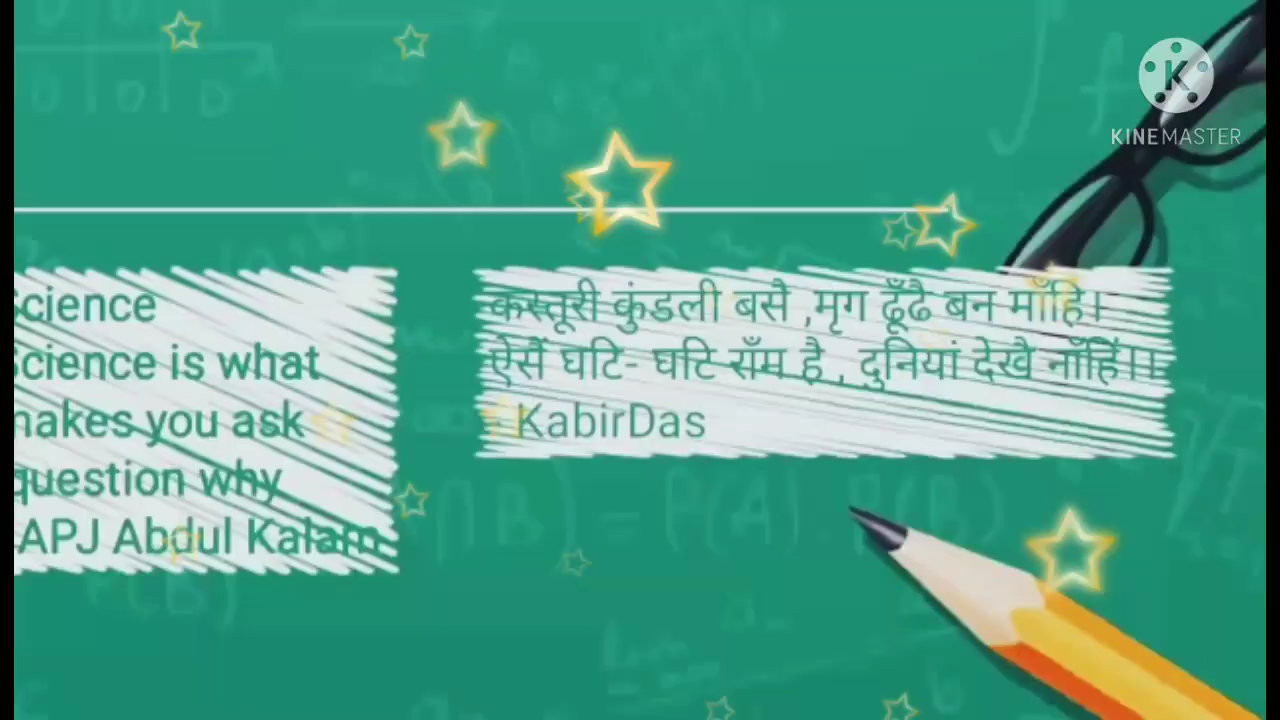 KINEMASTER
Science
Science is what
makes you ask
question why
APJ Abdul Kalam
कस्तूरी कुंडली बसै ,मृग ढूँढै बन माँहि।
ऐसैं घटि- घटि राँम है , दुनियां देखै नाँहिं।।
KabirDas